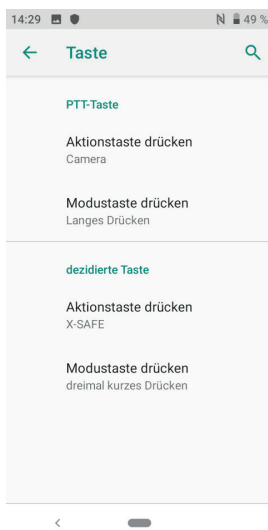 14:29 49 %
Taste
PTT-Taste
Aktionstaste drücken
Camera
Modustaste drücken
Langes Drücken
dezidierte Taste
Aktionstaste drücken
X-SAFE
Modustaste drücken
dreimal kurzes Drücken